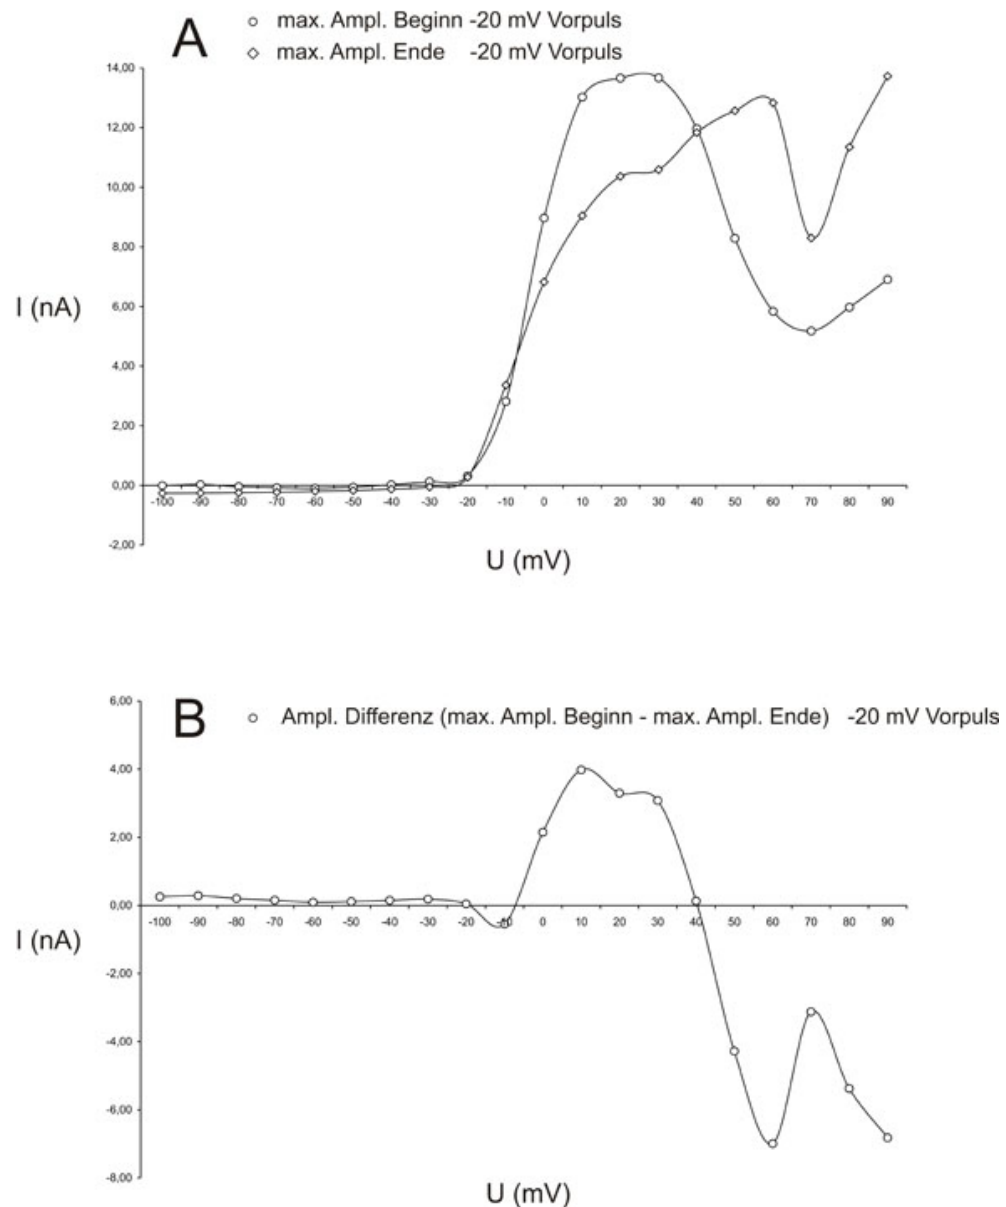 A
max. Ampl. Beginn -20 mV Vorpuls
max. Ampl. Ende -20 mV Vorpuls
14,00
12,00
10,00
8,00
6,00
4,00
2,00
0,00
-2,00
I (nA)
-100 -90 -80 -70 -60 -50 -40 -30 -20 -10 0 10 20 30 40 50 60 70 80 90
U (mV)
B
Ampl. Differenz (max. Ampl. Beginn - max. Ampl. Ende) -20 mV Vorpuls
6,00
4,00
2,00
0,00
-2,00
-4,00
-6,00
-8,00
I (nA)
-100 -90 -80 -70 -60 -50 -40 -30 -20 -10 0 10 20 30 40 50 60 70 80 90
U (mV)